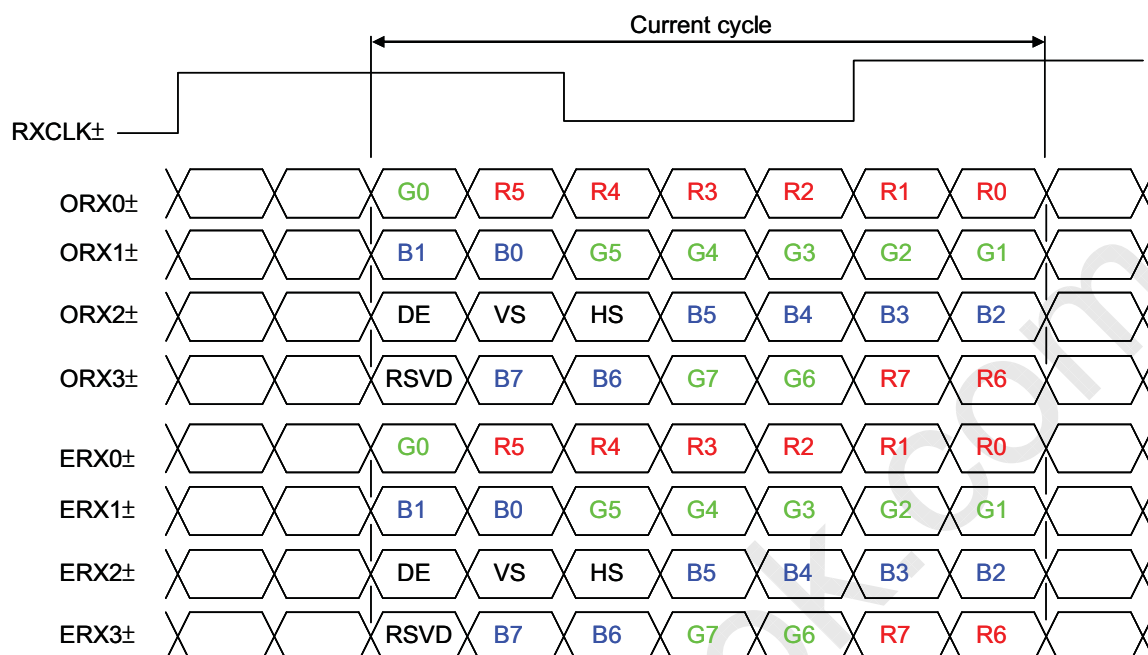 Current cycle
RXCLK±
ORX0± G0 R5 R4 R3 R2 R1 R0
ORX1± B1 B0 G5 G4 G3 G2 G1
ORX2± DE VS HS B5 B4 B3 B2
ORX3± RSVD B7 B6 G7 G6 R7 R6
ERX0± G0 R5 R4 R3 R2 R1 R0
ERX1± B1 B0 G5 G4 G3 G2 G1
ERX2± DE VS HS B5 B4 B3 B2
ERX3± RSVD B7 B6 G7 G6 R7 R6
ok.com